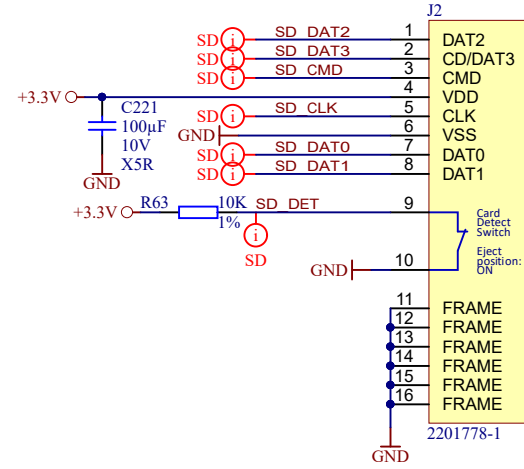 J2
SD i SD_DAT2 1 DAT2
SD i SD_DAT3 2 CD/DAT3
SD i SD_CMD 3 CMD
+3.3V 4 VDD
SD i SD_CLK 5 CLK
GND 6 VSS
SD i SD_DAT0 7 DAT0
SD i SD_DAT1 8 DAT1
C221
100µF
10V
X5R
GND
+3.3V R63 10K SD_DET 9
1%
i
SD
Card
Detect
Switch
Eject
position:
ON
GND 10
11 FRAME
12 FRAME
13 FRAME
14 FRAME
15 FRAME
16 FRAME
GND
2201778-1